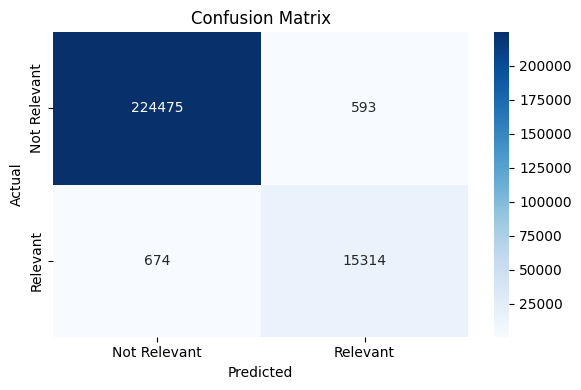 Confusion Matrix
Actual
Not Relevant
Relevant
224475
593
674
15314
Not Relevant
Relevant
Predicted
200000
175000
150000
125000
100000
75000
50000
25000